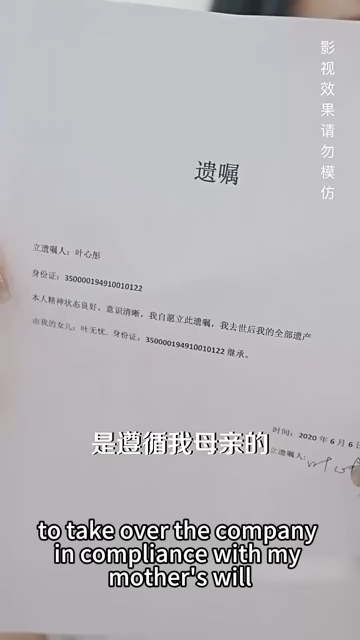 影视效果请勿模仿
遗嘱
立遗嘱人：叶心彤
身份证：350000194910010122
本人精神状态良好，意识清晰，我自愿立此遗嘱，我去世后我的全部遗产
由我的女儿：叶无忧，身份证：350000194910010122 继承。
时间：2020 年 6 月 6
立遗嘱人：
是遵循我母亲的
to take over the company
in compliance with my
mother's will